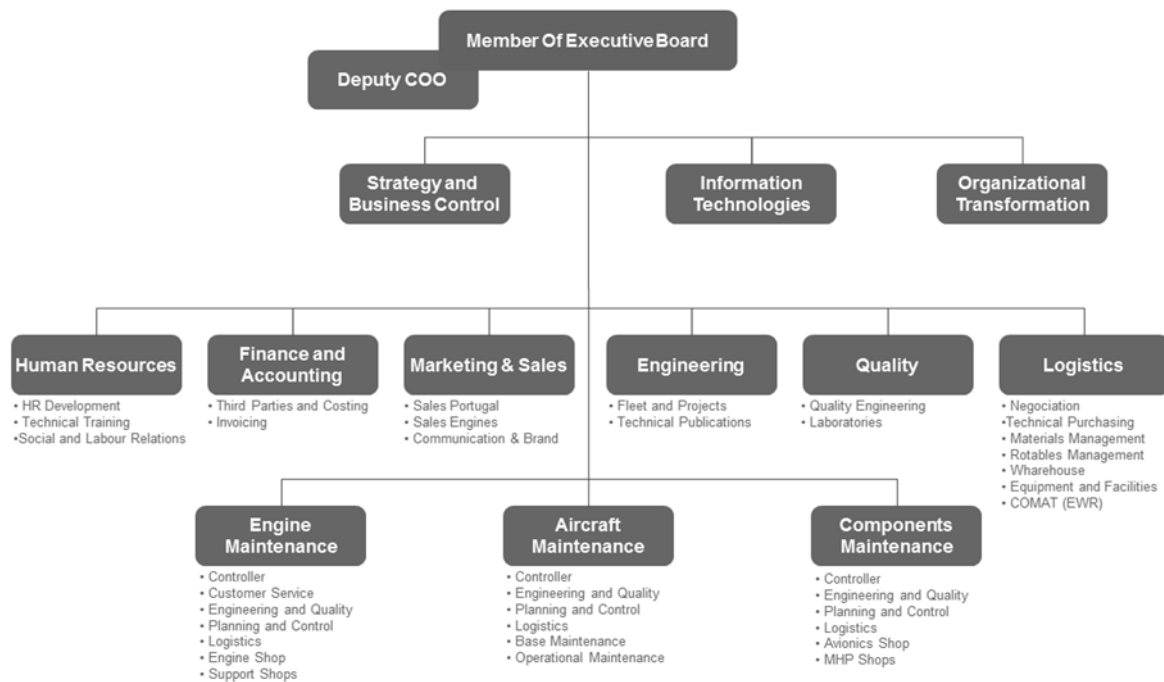 Member Of Executive Board
Deputy COO
Strategy and
Business Control
Information
Technologies
Organizational
Transformation
Human Resources
• HR Development
• Technical Training
•Social and Labour Relations
Finance and
Accounting
• Third Parties and Costing
• Invoicing
Marketing & Sales
• Sales Portugal
• Sales Engines
• Communication & Brand
Engineering
• Fleet and Projects
• Technical Publications
Quality
• Quality Engineering
• Laboratories
Logistics
• Negociation
•Technical Purchasing
• Materials Management
• Rotables Management
• Wharehouse
• Equipment and Facilities
• COMAT (EWR)
Engine
Maintenance
• Controller
• Customer Service
• Engineering and Quality
• Planning and Control
• Logistics
• Engine Shop
• Support Shops
Aircraft
Maintenance
• Controller
• Engineering and Quality
• Planning and Control
• Logistics
• Base Maintenance
• Operational Maintenance
Components
Maintenance
• Controller
• Engineering and Quality
• Planning and Control
• Logistics
• Avionics Shop
• MHP Shops